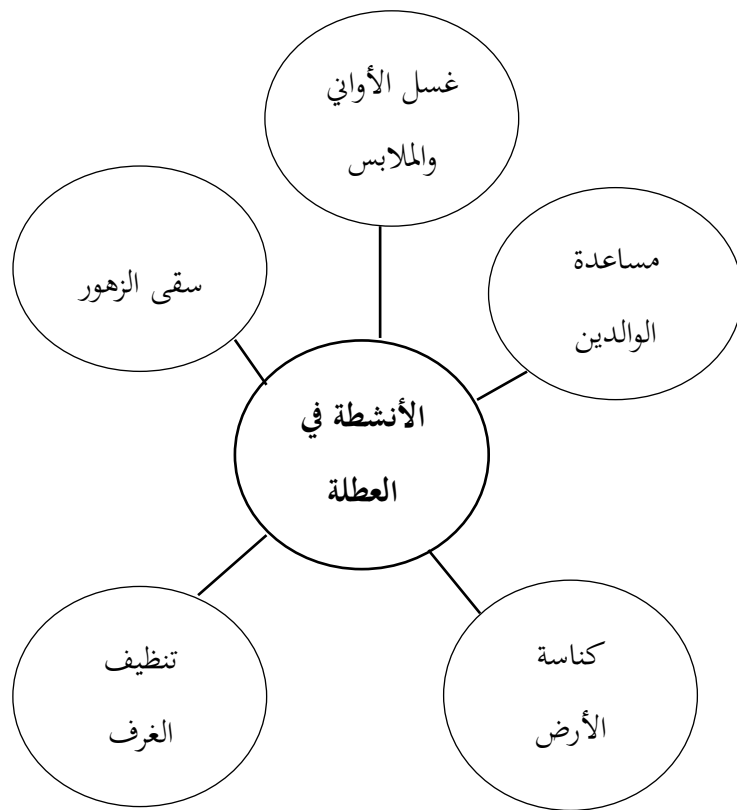 غسل الأواني
والملابس
مساعدة
الوالدين
سقى الزهور
الأنشطة في
العطلة
تنظيف
الغرف
كناسة
الأرض